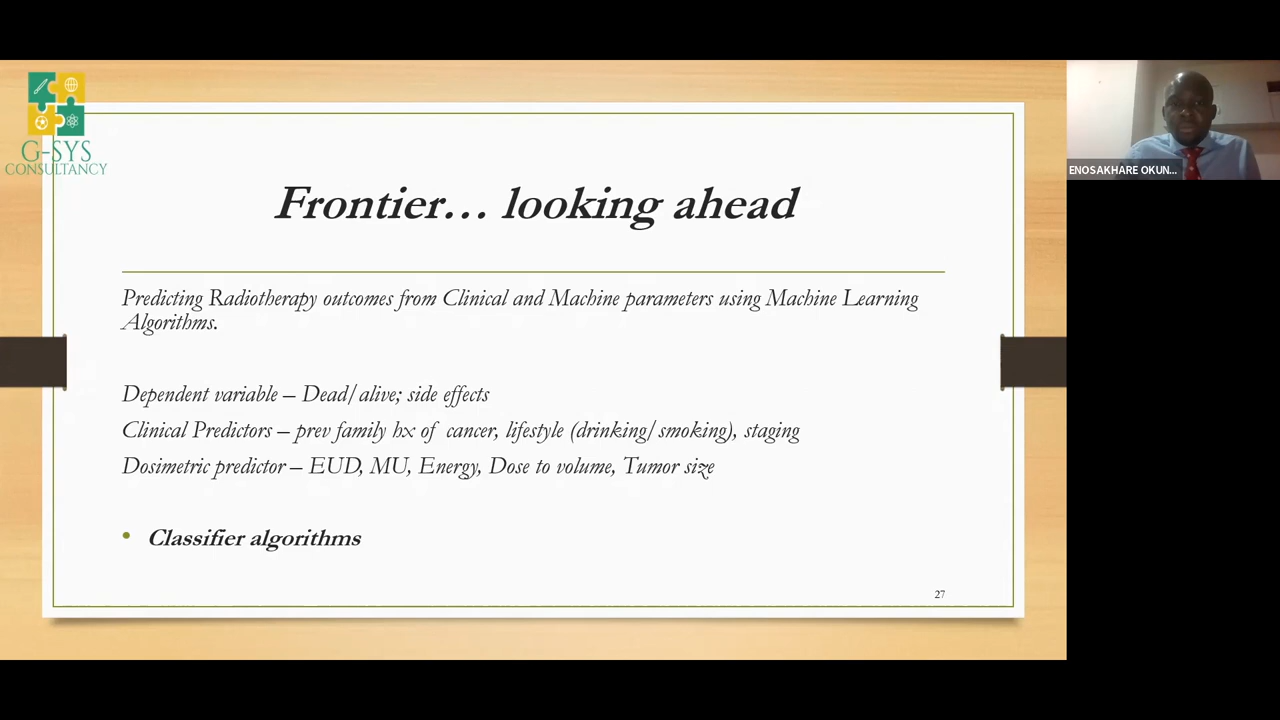 G-SYS
CONSULTANCY
Frontier… looking ahead
Predicting Radiotherapy outcomes from Clinical and Machine parameters using Machine Learning
Algorithms.
Dependent variable – Dead/alive; side effects
Clinical Predictors – prev family hx of cancer, lifestyle (drinking/smoking), staging
Dosimetric predictor – EUD, MU, Energy, Dose to volume, Tumor size
• Classifier algorithms
27
ENOSAKHARE OKUN...